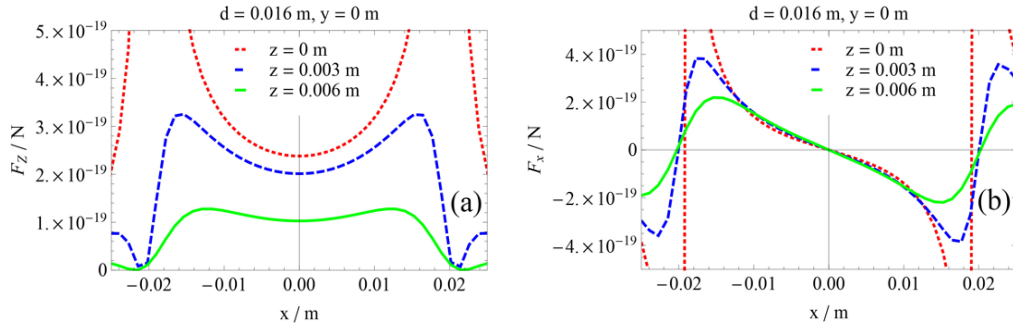 d = 0.016 m, y = 0 m
5. × 10⁻¹⁹
4. × 10⁻¹⁹
3. × 10⁻¹⁹
2. × 10⁻¹⁹
1. × 10⁻¹⁹
0
F_Z / N
z = 0 m
z = 0.003 m
z = 0.006 m
(a)
−0.02 −0.01 0.00 0.01 0.02
x / m
d = 0.016 m, y = 0 m
4. × 10⁻¹⁹
2. × 10⁻¹⁹
0
−2. × 10⁻¹⁹
−4. × 10⁻¹⁹
F_x / N
z = 0 m
z = 0.003 m
z = 0.006 m
(b)
−0.02 −0.01 0.00 0.01 0.02
x / m